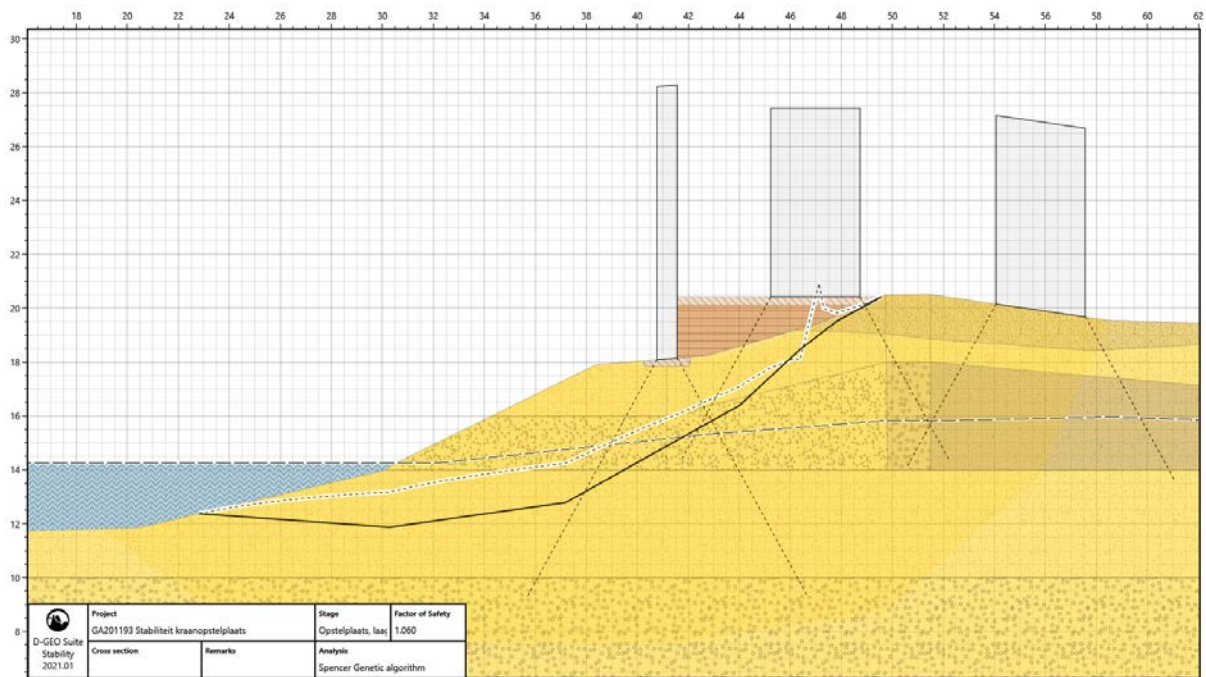 18 20 22 24 26 28 30 32 34 36 38 40 42 44 46 48 50 52 54 56 58 60 62
30
28
26
24
22
20
18
16
14
12
10
8
Project
GA201193 Stabiliteit kraanopstelplaats
Stage
Opstelplaats, laag
Factor of Safety
1.060
D-GEO Suite
Stability
2021.01
Cross section
Remarks
Analysis
Spencer Genetic algorithm